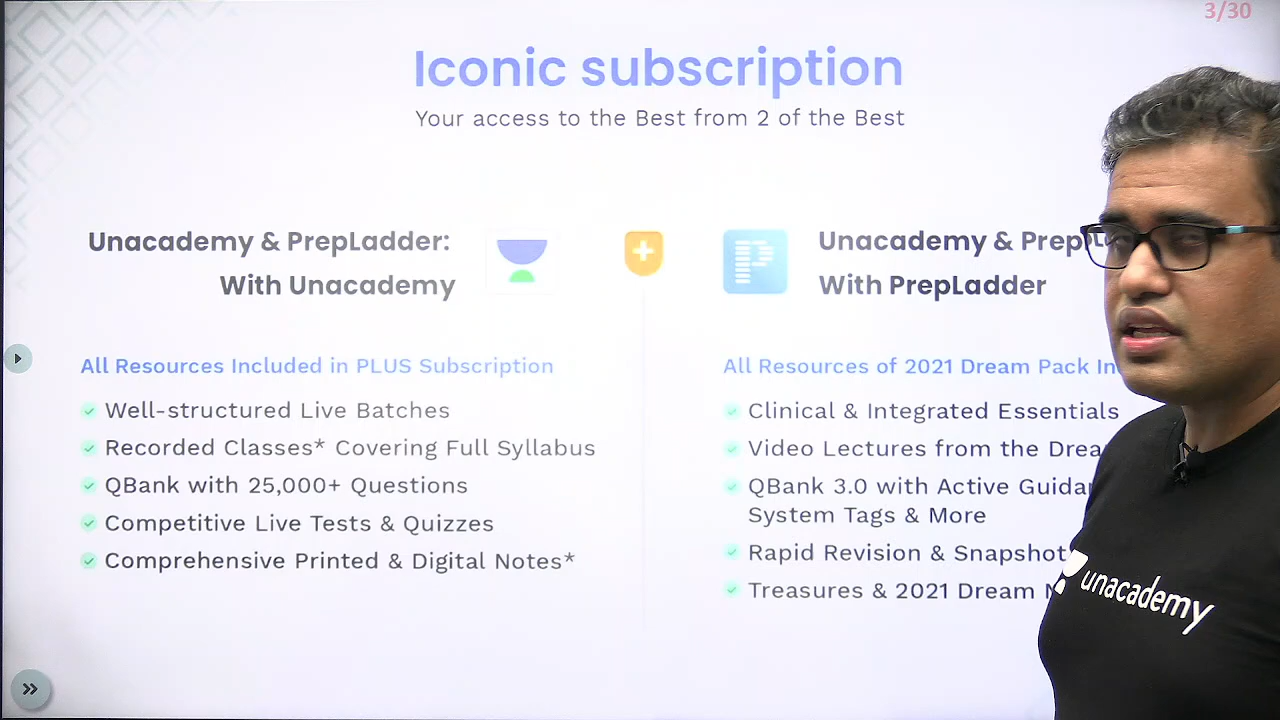 3/30
Iconic subscription
Your access to the Best from 2 of the Best
Unacademy & PrepLadder:
With Unacademy
Unacademy &
With PrepLadder
All Resources Included in PLUS Subscription
Well-structured Live Batches
Recorded Classes* Covering Full Syllabus
QBank with 25,000+ Questions
Competitive Live Tests & Quizzes
Comprehensive Printed & Digital Notes*
All Resources of 2021 Dream Pack
Clinical & Integrated Essentials
Video Lectures from the
QBank 3.0 with Active
System Tags & More
Rapid Revision & Snapshot
Treasures & 2021 Dream
unacademy